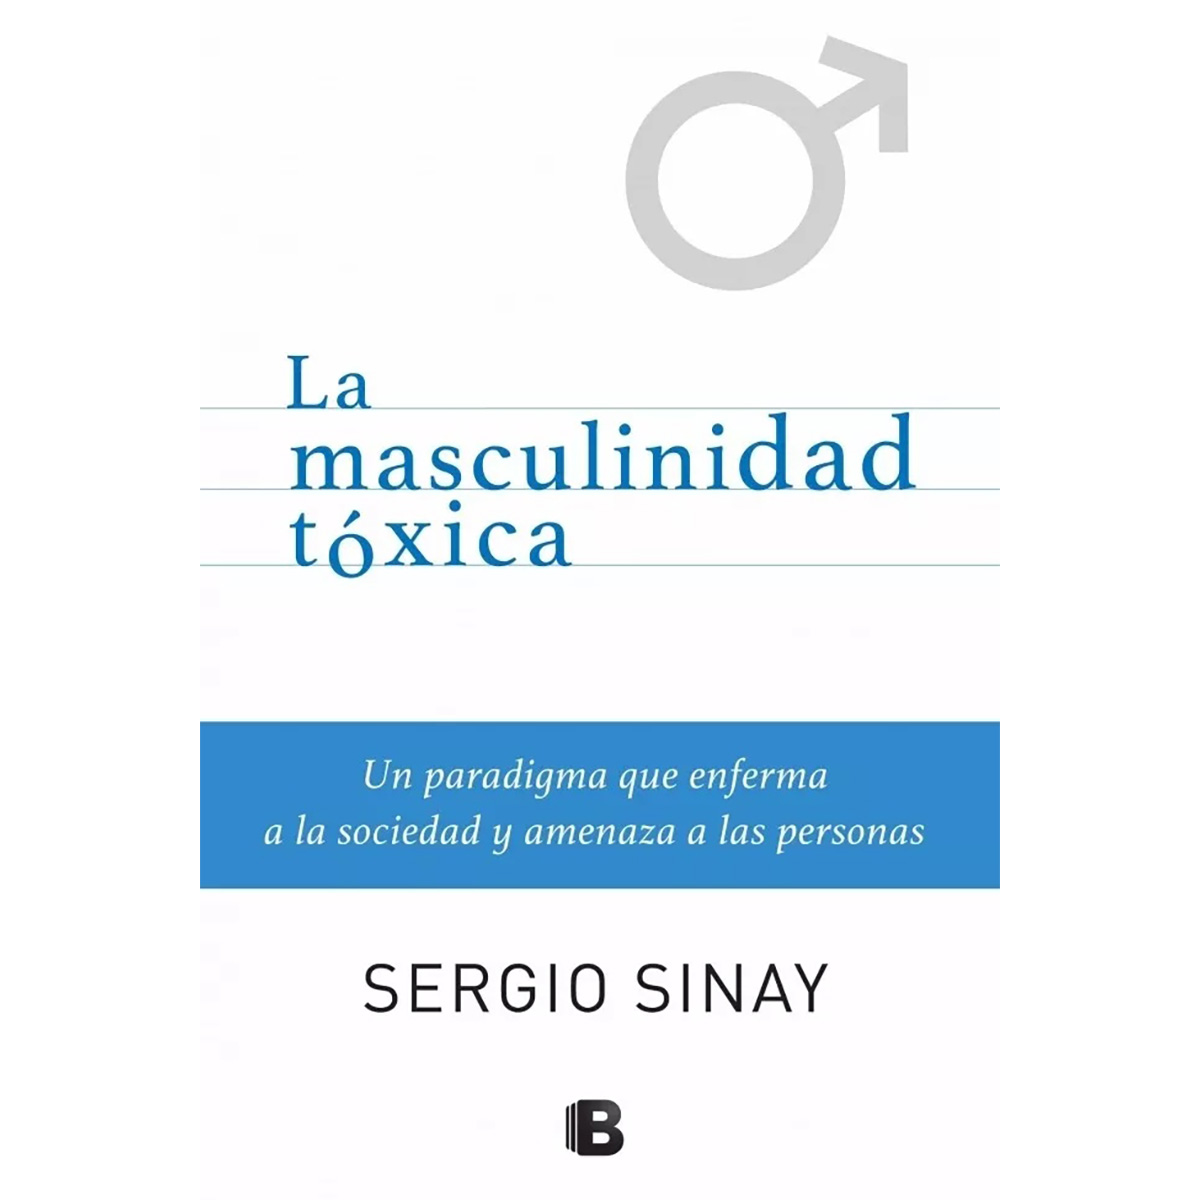 La
masculinidad
tóxica
Un paradigma que enferma
a la sociedad y amenaza a las personas
SERGIO SINAY
B